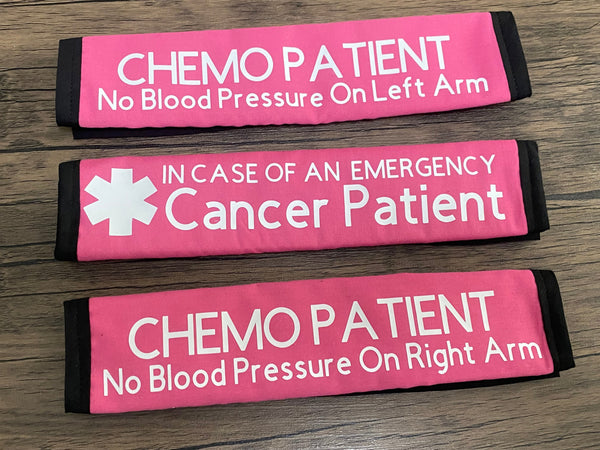 CHEMO PATIENT
No Blood Pressure On Left Arm
IN CASE OF AN EMERGENCY
Cancer Patient
CHEMO PATIENT
No Blood Pressure On Right Arm